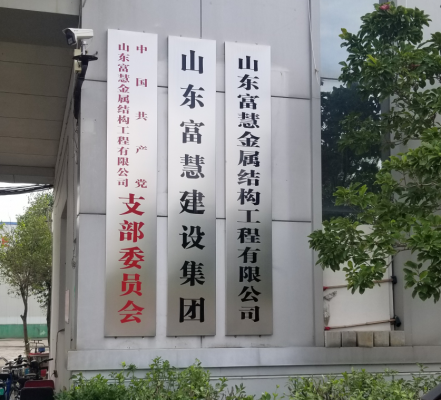 中国共产党
山东富慧金属结构工程有限公司
支部委员会
山东富慧建设集团
山东富慧金属结构工程有限公司